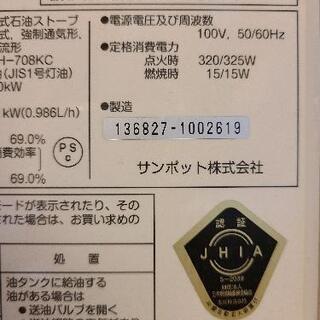 式石油ストーブ
式, 強制通気形,
流形
H-708KC
(JIS1号灯油)
0kW
kW(0.986L/h)
69.0%
消費効率)
69.0%
PS
C
●電源電圧及び周波数
100V, 50/60Hz
●定格消費電力
点火時 320/325W
燃焼時 15/15W
●製造
136827-1002619
サンポット株式会社
モードが表示されたり、その
された場合は、お買い求めの
処置
油タンクに給油する
油がある場合は
●送油バルブを開く
認証
JHIA